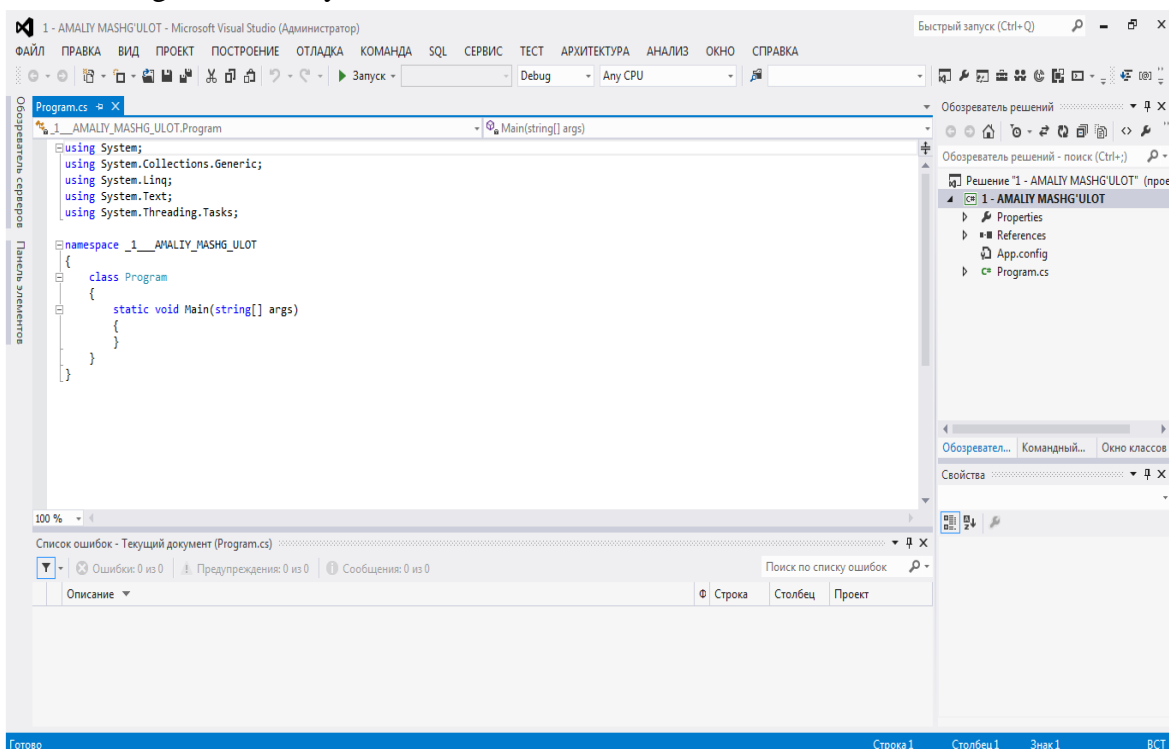 1 - AMALIY MASHG'ULOT - Microsoft Visual Studio (Администратор)
Быстрый запуск (Ctrl+Q)
ФАЙЛ ПРАВКА ВИД ПРОЕКТ ПОСТРОЕНИЕ ОТЛАДКА КОМАНДА SQL СЕРВИС ТЕСТ АРХИТЕКТУРА АНАЛИЗ ОКНО СПРАВКА
Запуск Debug Any CPU
Обозреватель серверов
Панель элементов
Program.cs
_1___AMALIY_MASHG_ULOT.Program
Main(string[] args)
using System;
using System.Collections.Generic;
using System.Linq;
using System.Text;
using System.Threading.Tasks;
namespace _1___AMALIY_MASHG_ULOT
{
class Program
{
static void Main(string[] args)
{
}
}
}
100 %
Обозреватель решений
Обозреватель решений - поиск (Ctrl+;)
Решение "1 - AMALIY MASHG'ULOT" (прое
C# 1 - AMALIY MASHG'ULOT
Properties
References
App.config
C# Program.cs
Обозревател... Командный... Окно классов
Свойства
Список ошибок - Текущий документ (Program.cs)
Ошибки: 0 из 0 Предупреждения: 0 из 0 Сообщения: 0 из 0
Поиск по списку ошибок
Описание Ф Строка Столбец Проект
Готово Строка 1 Столбец 1 Знак 1 ВСТ